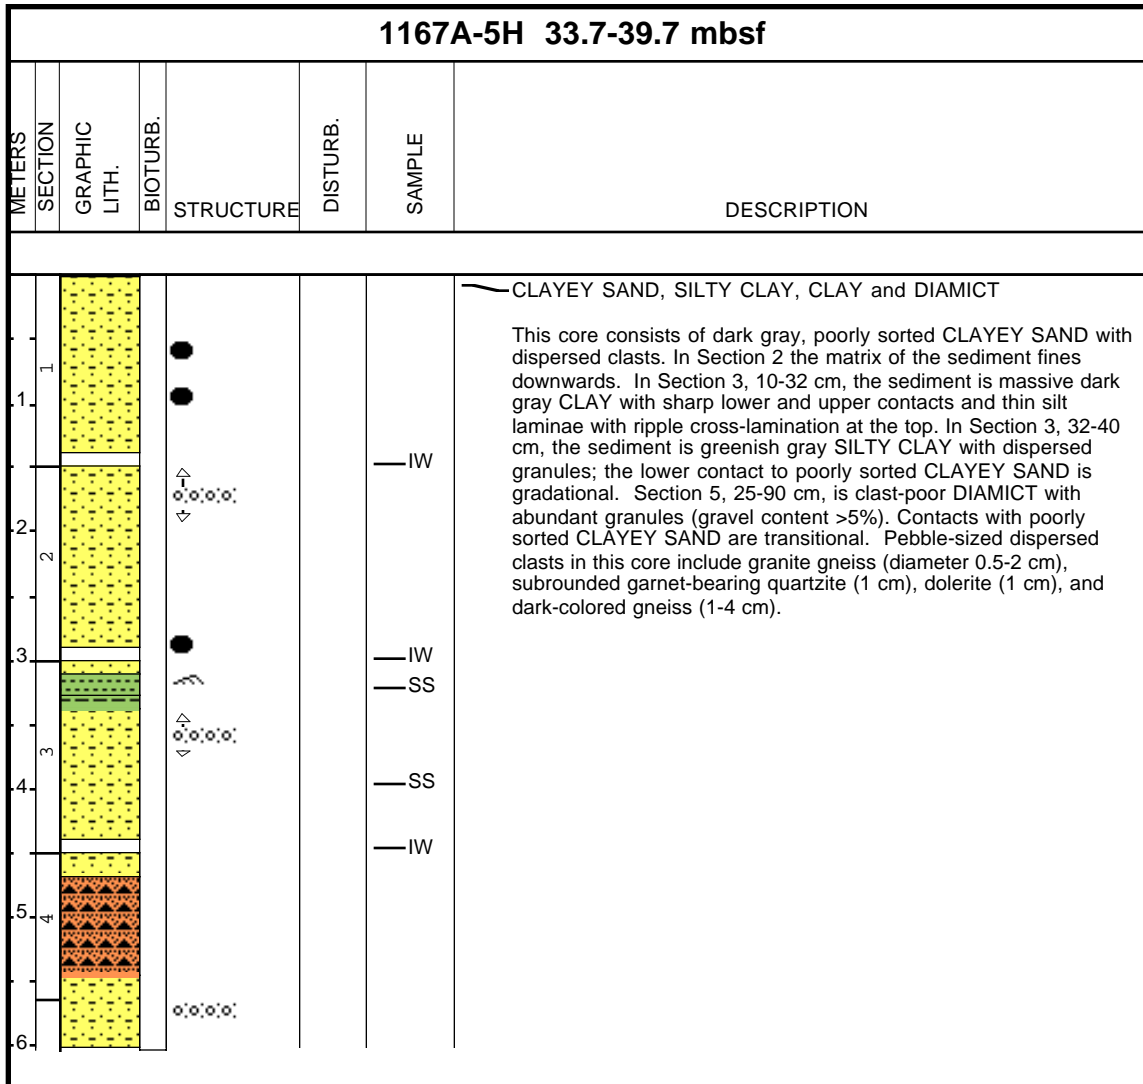 1167A-5H 33.7-39.7 mbsf
METERS
SECTION
GRAPHIC
LITH.
BIOTURB.
STRUCTURE
DISTURB.
SAMPLE
DESCRIPTION
CLAYEY SAND, SILTY CLAY, CLAY and DIAMICT
This core consists of dark gray, poorly sorted CLAYEY SAND with
dispersed clasts. In Section 2 the matrix of the sediment fines
downwards. In Section 3, 10-32 cm, the sediment is massive dark
gray CLAY with sharp lower and upper contacts and thin silt
laminae with ripple cross-lamination at the top. In Section 3, 32-40
cm, the sediment is greenish gray SILTY CLAY with dispersed
granules; the lower contact to poorly sorted CLAYEY SAND is
gradational. Section 5, 25-90 cm, is clast-poor DIAMICT with
abundant granules (gravel content >5%). Contacts with poorly
sorted CLAYEY SAND are transitional. Pebble-sized dispersed
clasts in this core include granite gneiss (diameter 0.5-2 cm),
subrounded garnet-bearing quartzite (1 cm), dolerite (1 cm), and
dark-colored gneiss (1-4 cm).
1
1
IW
2
2
3
IW
SS
3
4
SS
IW
5
4
6